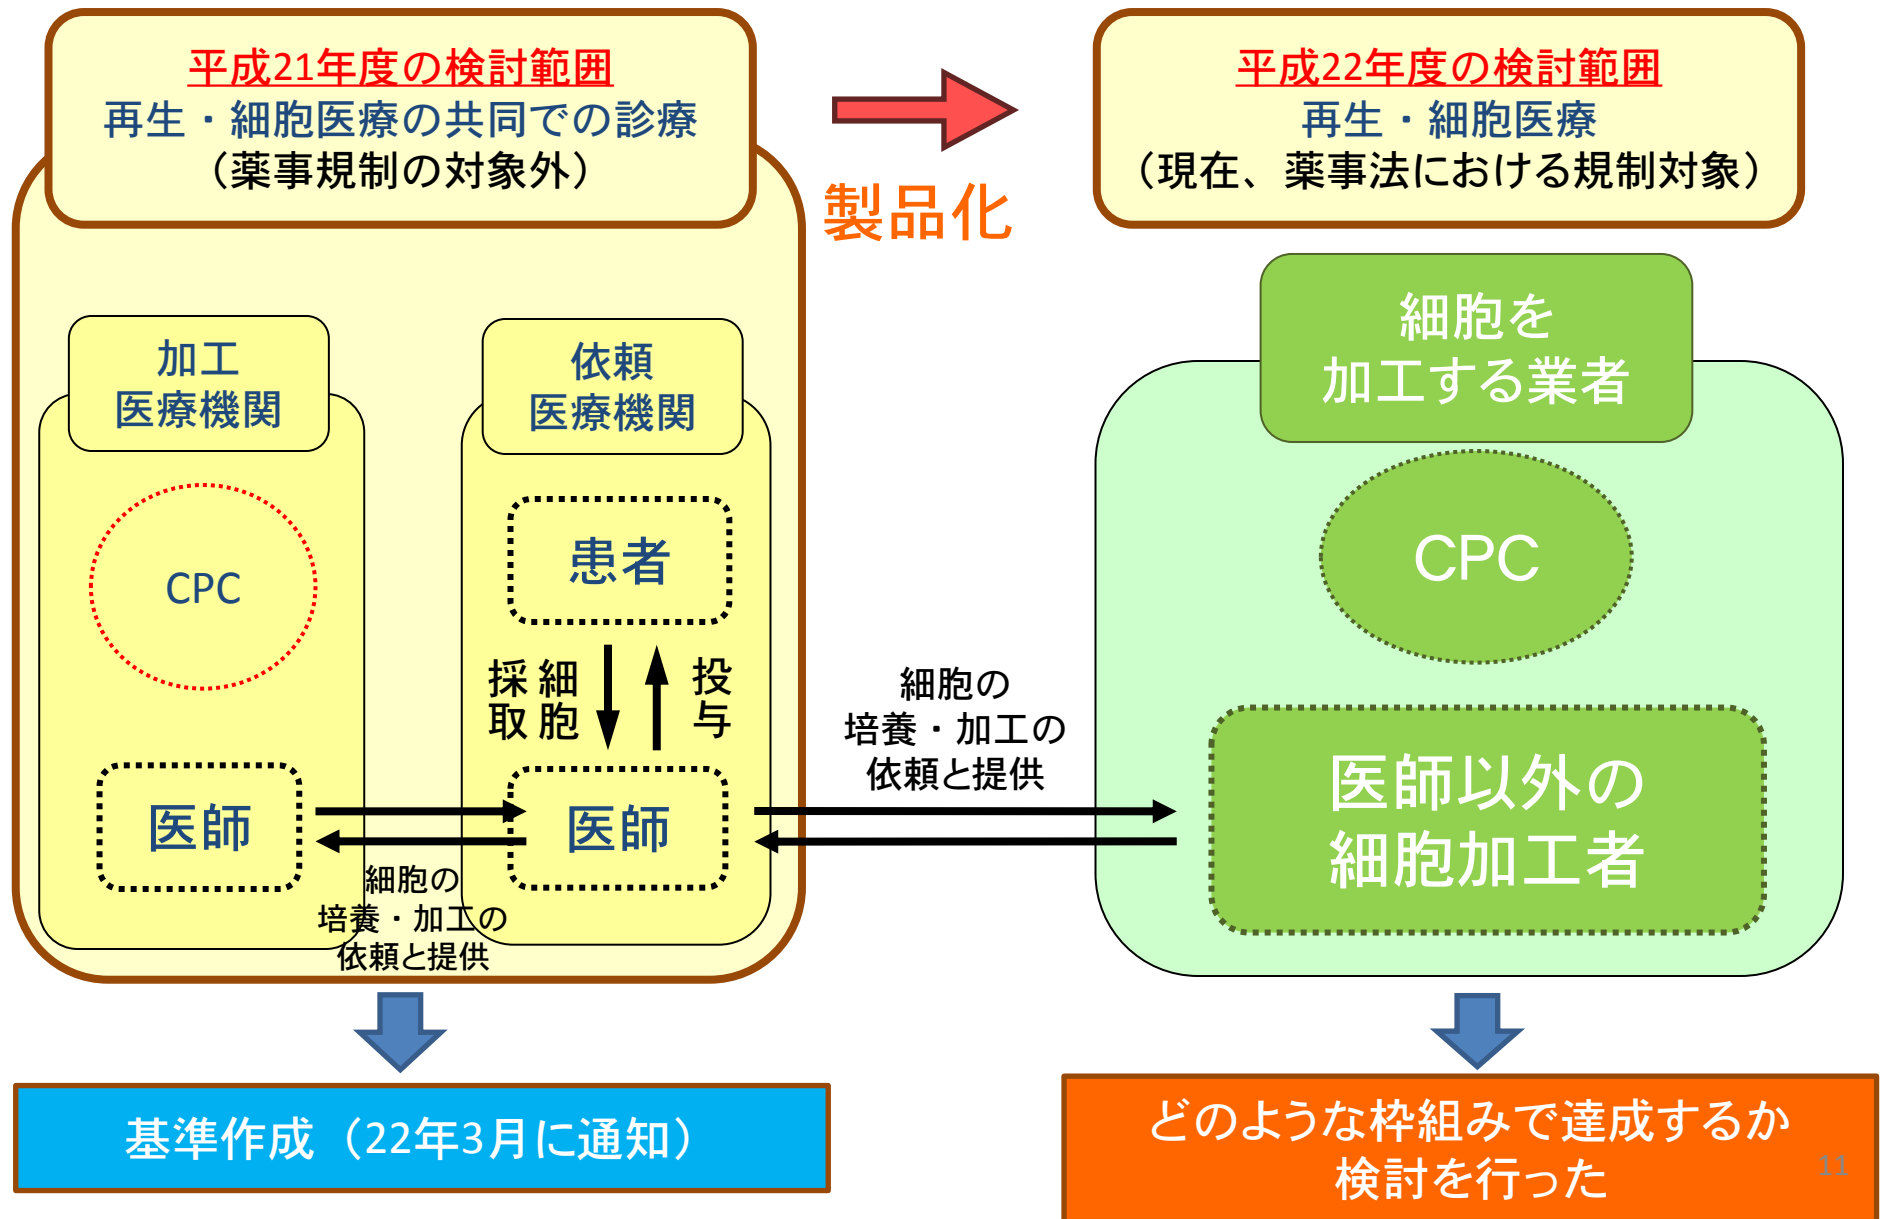 平成21年度の検討範囲
再生・細胞医療の共同での診療
（薬事規制の対象外）
製品化
平成22年度の検討範囲
再生・細胞医療
（現在、薬事法における規制対象）
加工
医療機関
CPC
医師
依頼
医療機関
患者
細胞
採取
投与
医師
細胞の
培養・加工の
依頼と提供
細胞の
培養・加工の
依頼と提供
細胞を
加工する業者
CPC
医師以外の
細胞加工者
基準作成（22年3月に通知）
どのような枠組みで達成するか
検討を行った
11